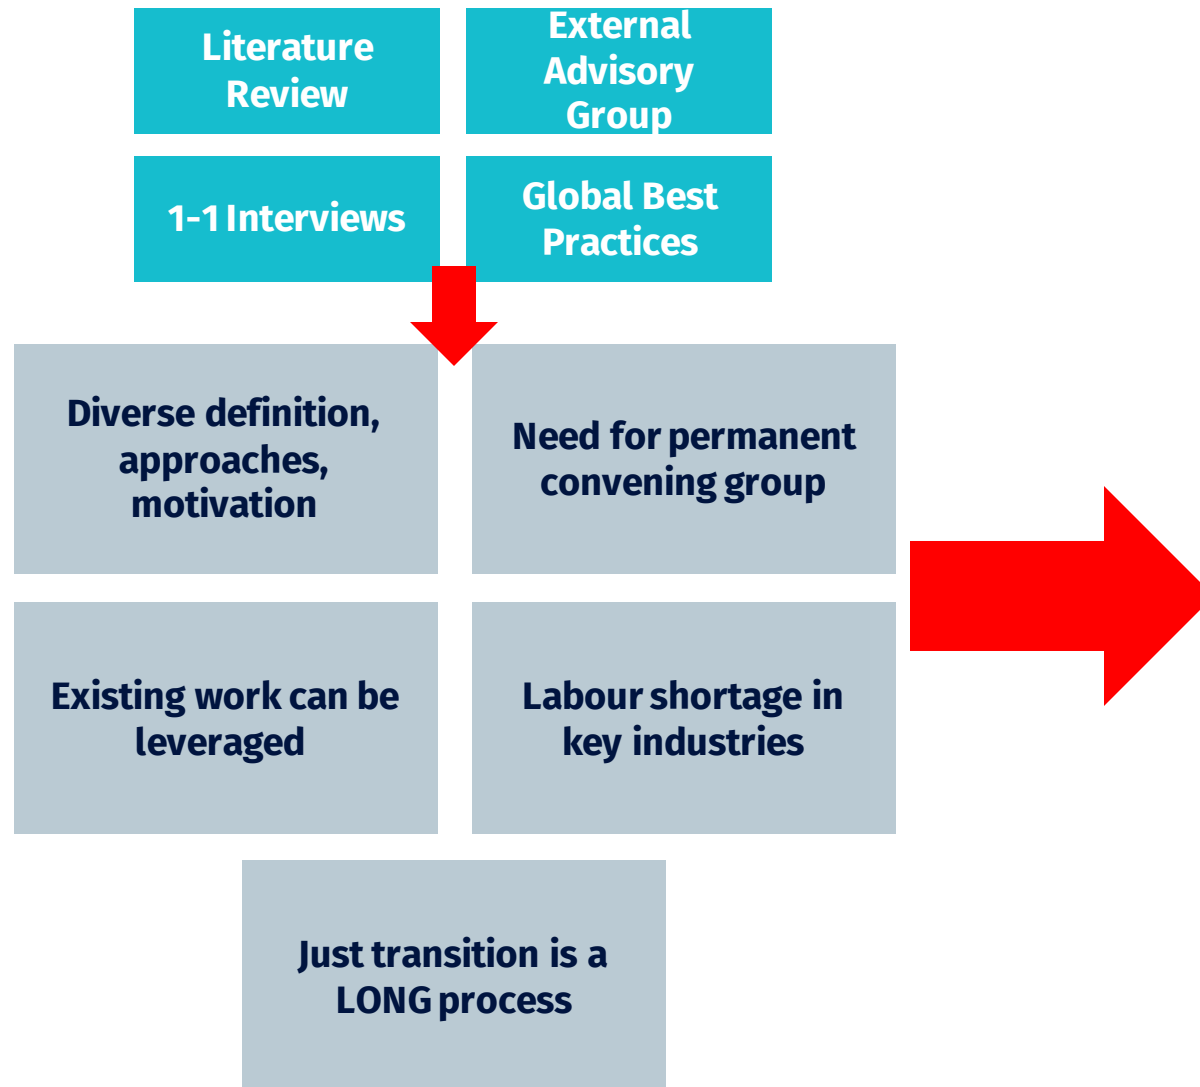 Literature
Review
External
Advisory
Group
1-1 Interviews
Global Best
Practices
Diverse definition,
approaches,
motivation
Need for permanent
convening group
Existing work can be
leveraged
Labour shortage in
key industries
Just transition is a
LONG process